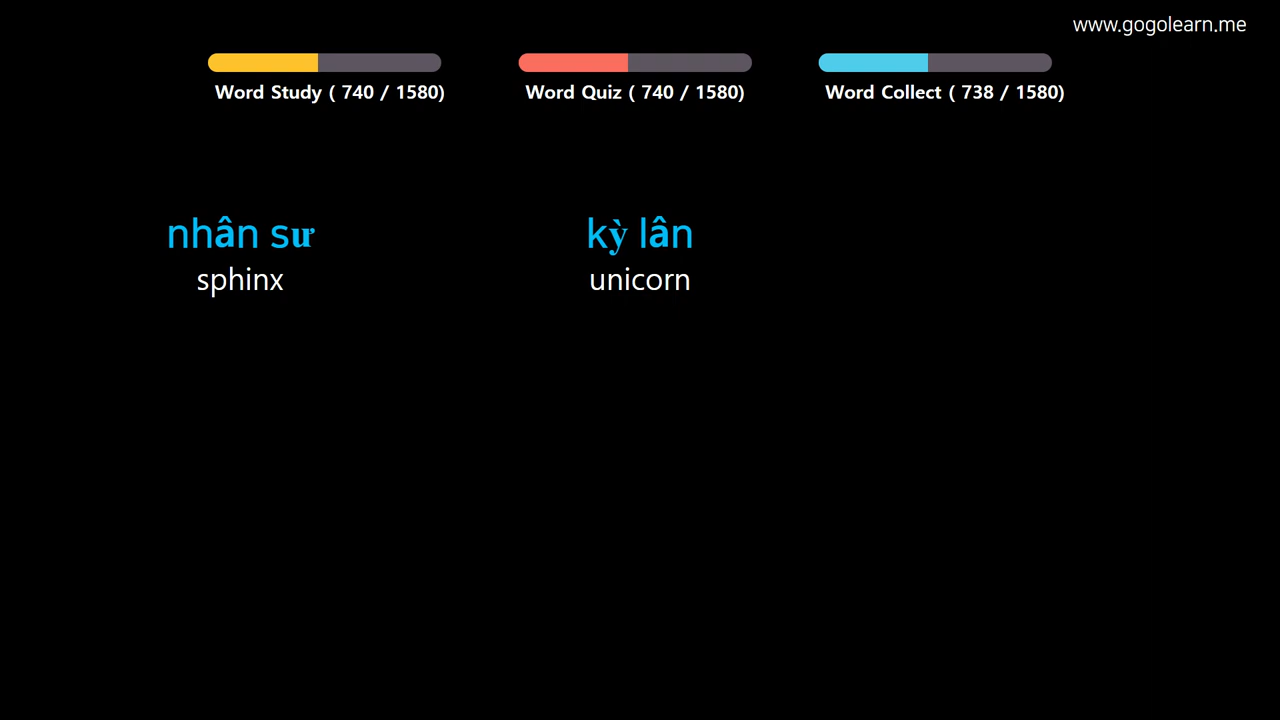 www.gogolearn.me
Word Study ( 740 / 1580)
Word Quiz ( 740 / 1580)
Word Collect ( 738 / 1580)
nhân sư
sphinx
kỳ lân
unicorn